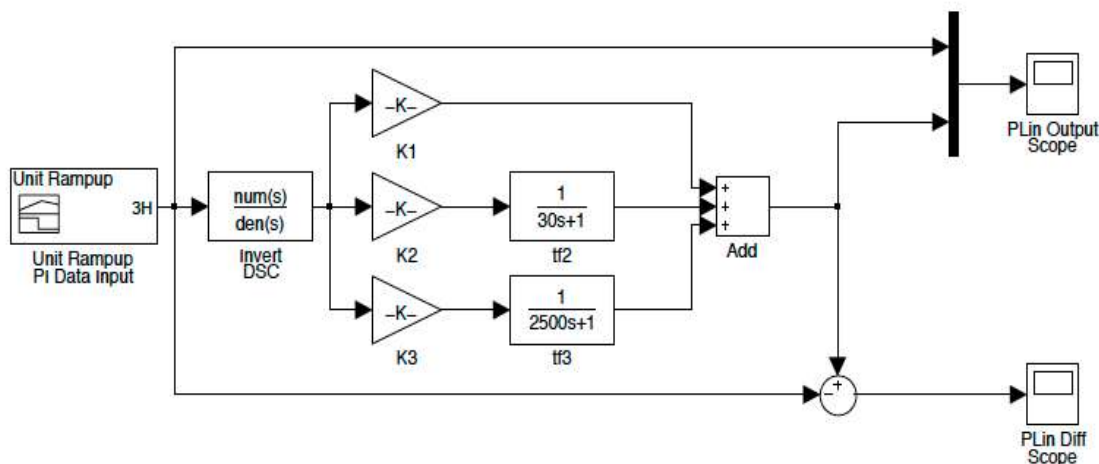 Unit Rampup
3H
Unit Rampup
PI Data Input
num(s)
den(s)
Invert
DSC
-K-
K1
-K-
K2
-K-
K3
1
30s+1
tf2
1
2500s+1
tf3
+
+
+
Add
PLin Output
Scope
+
−
PLin Diff
Scope